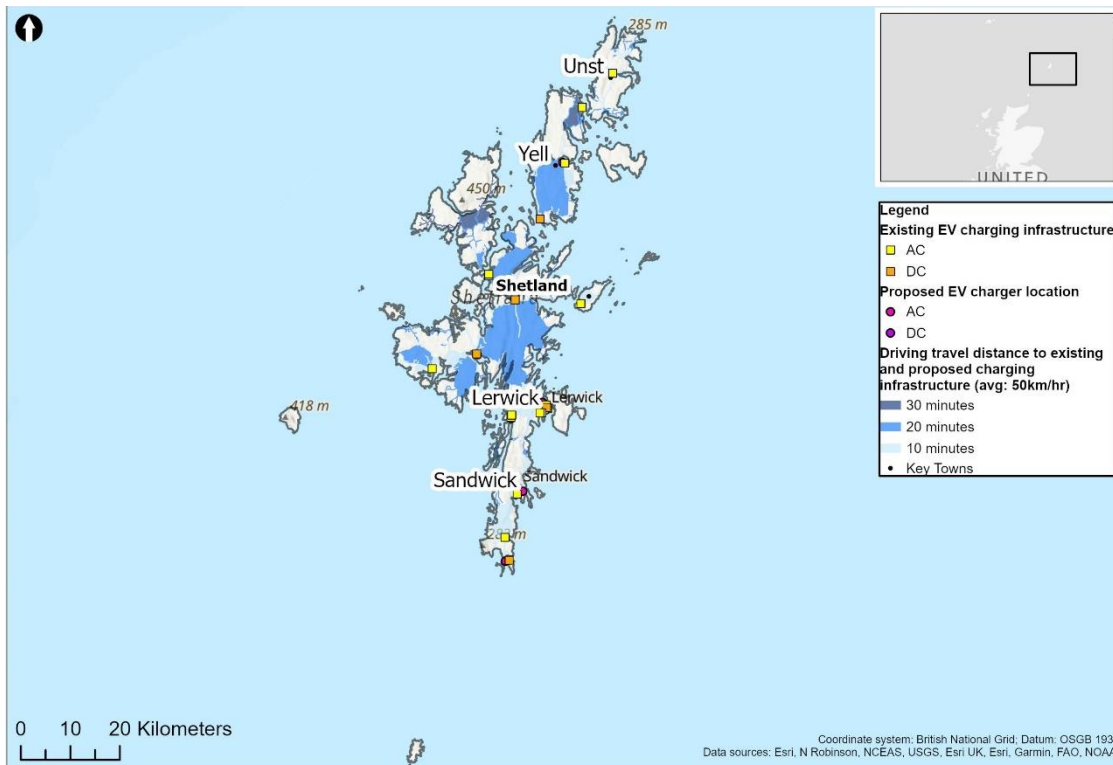 285 m
Unst
Yell
450 m
Shetland
Lerwick
Lerwick
418 m
Sandwick
Sandwick
283 m
0 10 20 Kilometers
UNITED
Legend
Existing EV charging infrastructure
AC
DC
Proposed EV charger location
AC
DC
Driving travel distance to existing
and proposed charging
infrastructure (avg: 50km/hr)
30 minutes
20 minutes
10 minutes
Key Towns
Coordinate system: British National Grid; Datum: OSGB 193
Data sources: Esri, N Robinson, NCEAS, USGS, Esri UK, Esri, Garmin, FAO, NOAA